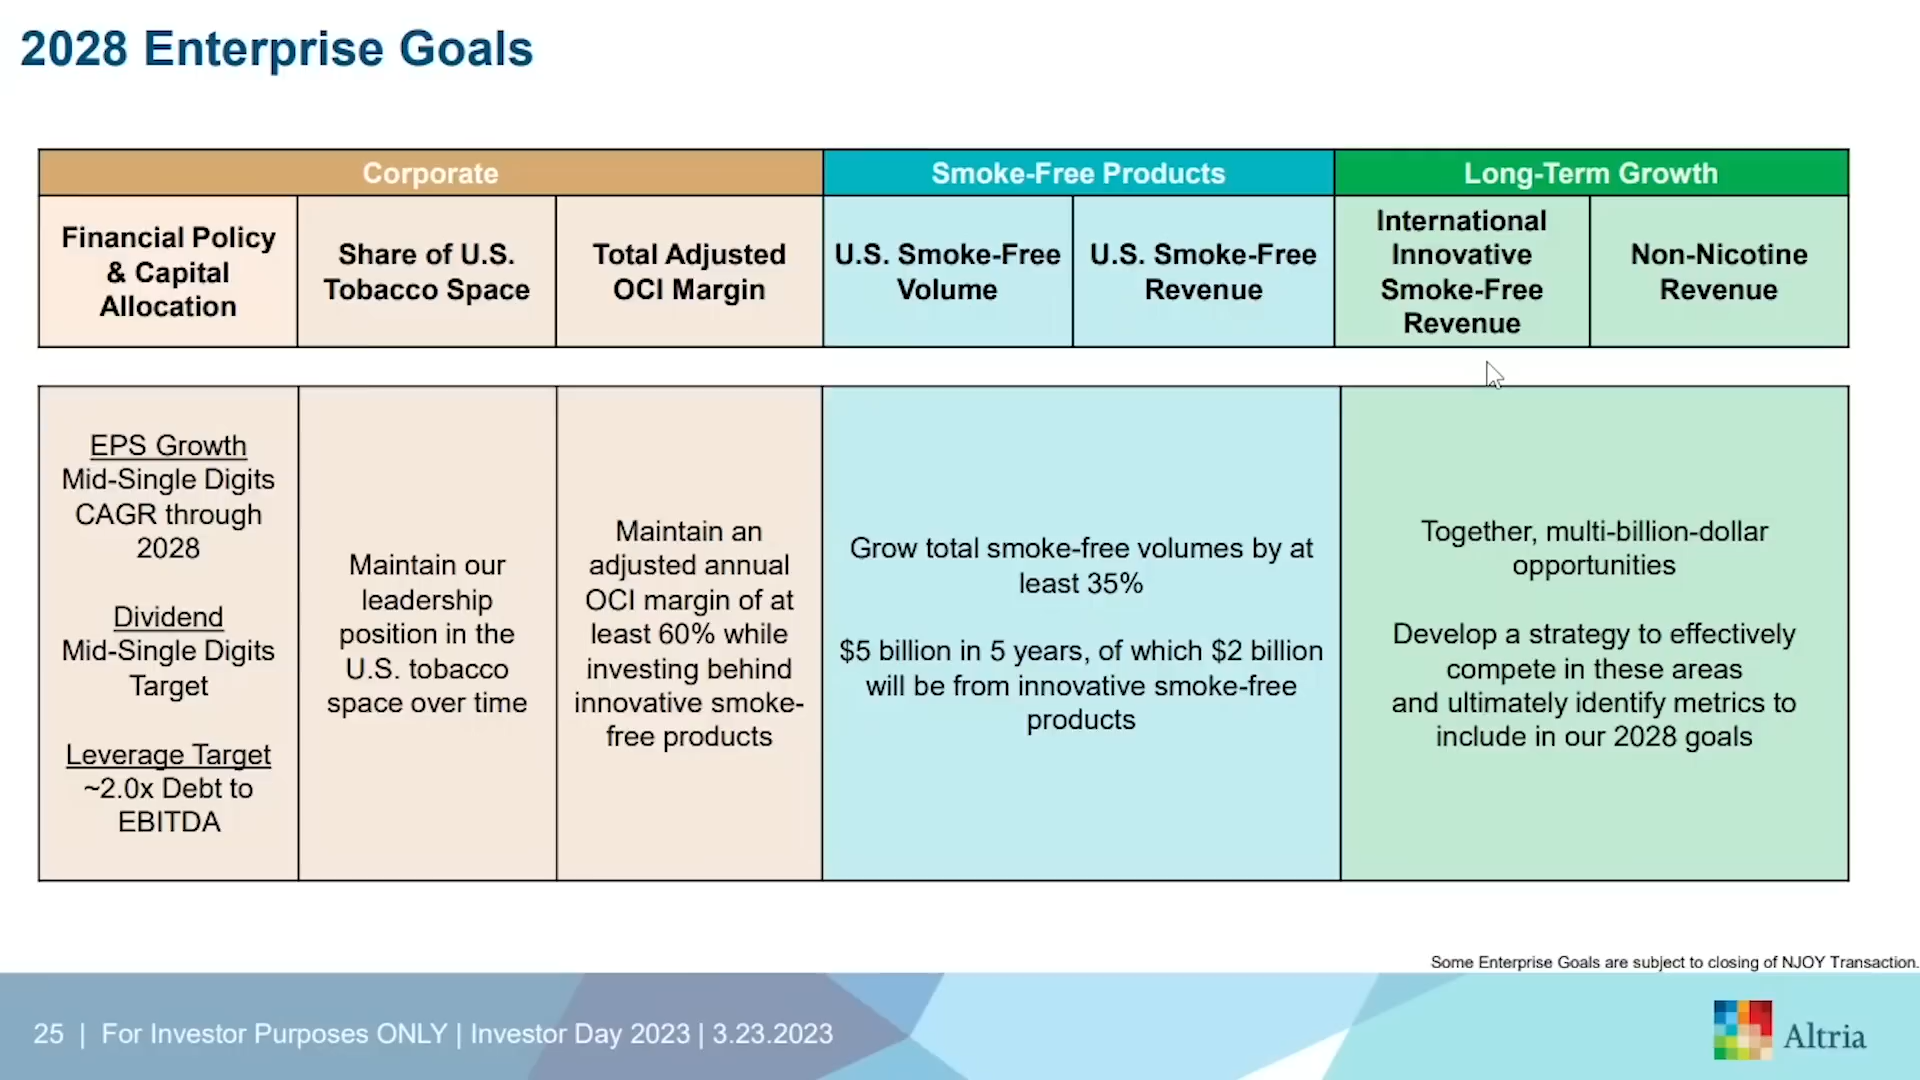 2028 Enterprise Goals
Corporate
Smoke-Free Products
Long-Term Growth
Financial Policy
& Capital
Allocation
Share of U.S.
Tobacco Space
Total Adjusted
OCI Margin
U.S. Smoke-Free
Volume
U.S. Smoke-Free
Revenue
International
Innovative
Smoke-Free
Revenue
Non-Nicotine
Revenue
EPS Growth
Mid-Single Digits
CAGR through
2028
Dividend
Mid-Single Digits
Target
Leverage Target
~2.0x Debt to
EBITDA
Maintain our
leadership
position in the
U.S. tobacco
space over time
Maintain an
adjusted annual
OCI margin of at
least 60% while
investing behind
innovative smoke-
free products
Grow total smoke-free volumes by at
least 35%
$5 billion in 5 years, of which $2 billion
will be from innovative smoke-free
products
Together, multi-billion-dollar
opportunities
Develop a strategy to effectively
compete in these areas
and ultimately identify metrics to
include in our 2028 goals
Some Enterprise Goals are subject to closing of NJOY Transaction.
25 | For Investor Purposes ONLY | Investor Day 2023 | 3.23.2023
Altria